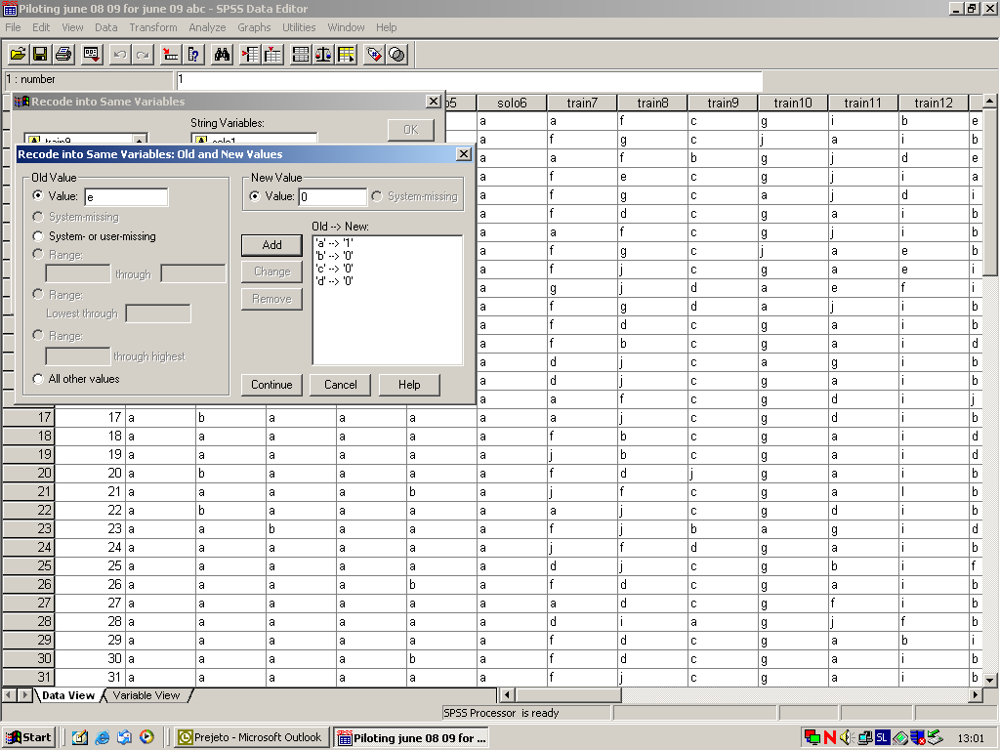 Piloting june 08 09 for june 09 abc - SPSS Data Editor
File Edit View Data Transform Analyze Graphs Utilities Window Help
1 : number 1
Recode into Same Variables
String Variables:
OK
train9 solo1
Recode into Same Variables: Old and New Values
Old Value
Value: e
System-missing
System- or user-missing
Range:
through
Range:
Lowest through
Range:
through highest
All other values
New Value
Value: 0 System-missing
Old --> New:
Add
Change
Remove
'a' --> '1'
'b' --> '0'
'c' --> '0'
'd' --> '0'
Continue Cancel Help
solo6 train7 train8 train9 train10 train11 train12
a a f c g i b e
a f g c j a i b
a a f b g j d e
a f e c g j i a
a f g c g a j d i
a f d c g a i b
a a f c g j i b
a f g c j a e b
a f j c g a e i
a g j d a e f i
a f g d a j i b
a f d c g a i b
a f b c g a i d
a d j c a g i b
a d j c g a i b
a a f c g d i j
17 17 a b a a a a a j c g d i b
18 18 a a a a a a f b c g a i d
19 19 a a a a a a j b c g a i d
20 20 a b a a a a f d j g a i b
21 21 a a a a b a j f c g a l b
22 22 a b a a a a a j c g d i b
23 23 a a b a a a f j b a g i d
24 24 a a a a a a j f d g a i b
25 25 a a a a a a d j c g b i f
26 26 a a a a b a f d c g a i b
27 27 a a a a a a a d c g f i b
28 28 a a a a a a d i a g j f b
29 29 a a a a a a f d c g a b i
30 30 a a a a b a f d c g a i b
31 31 a a a a a a f j c g a i b
Data View Variable View
SPSS Processor is ready
Start Prejeto - Microsoft Outlook Piloting june 08 09 for ... SL 13:01